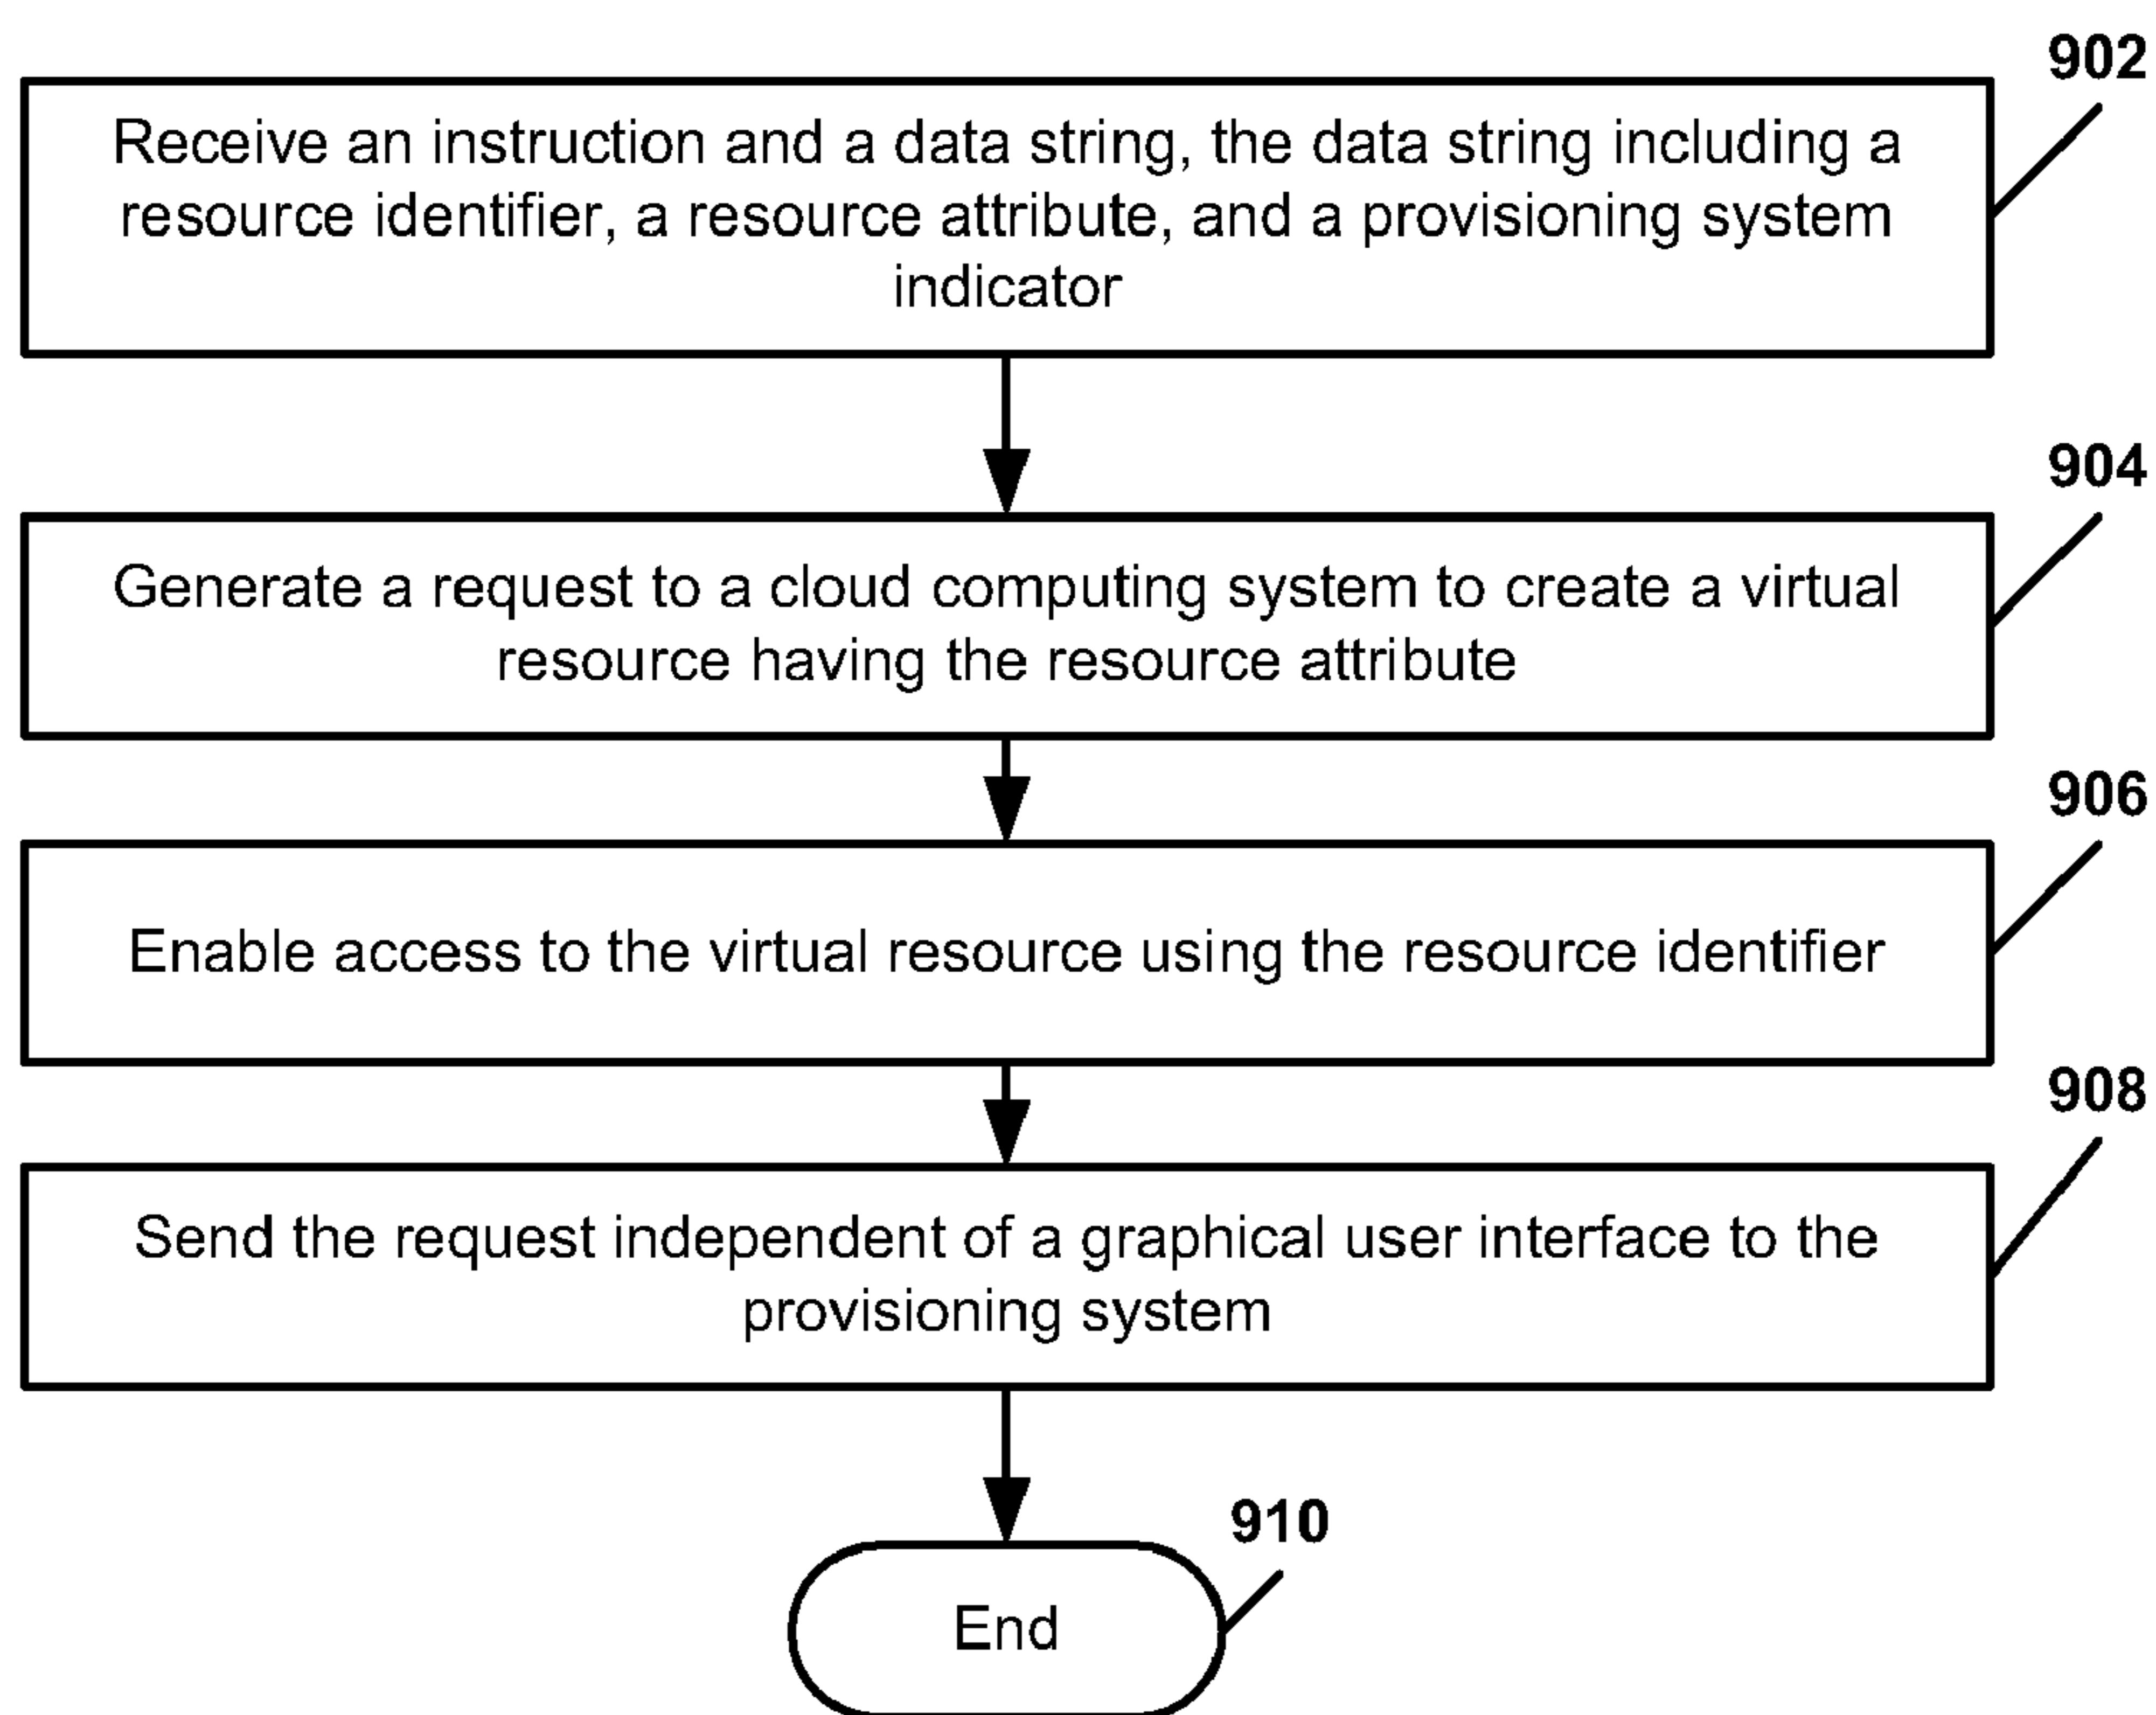 902
Receive an instruction and a data string, the data string including a
resource identifier, a resource attribute, and a provisioning system
indicator
904
Generate a request to a cloud computing system to create a virtual
resource having the resource attribute
906
Enable access to the virtual resource using the resource identifier
908
Send the request independent of a graphical user interface to the
provisioning system
910
End